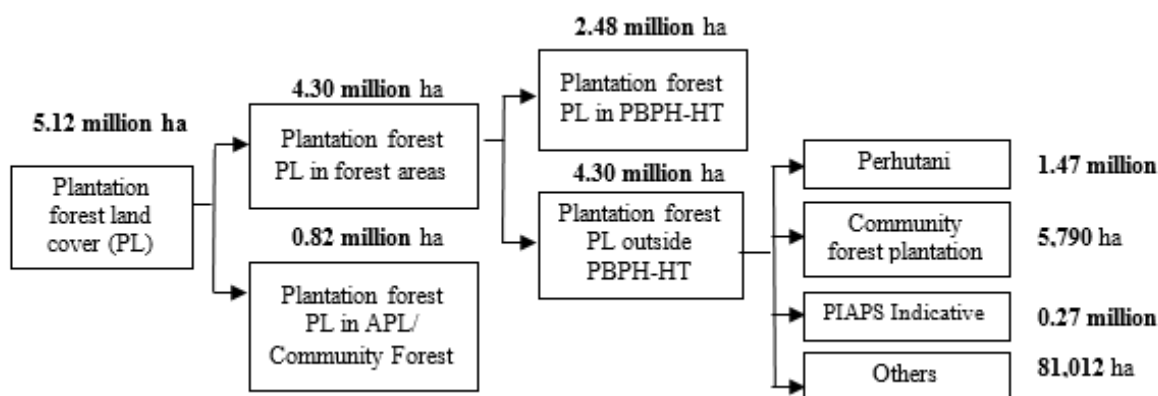 2.48 million ha
Plantation forest
PL in PBPH-HT
4.30 million ha
Plantation forest
PL in forest areas
5.12 million ha
Plantation
forest land
cover (PL)
4.30 million ha
Plantation forest
PL outside
PBPH-HT
0.82 million ha
Plantation forest
PL in APL/
Community Forest
Perhutani
1.47 million
Community
forest plantation
5,790 ha
PIAPS Indicative
0.27 million
Others
81,012 ha